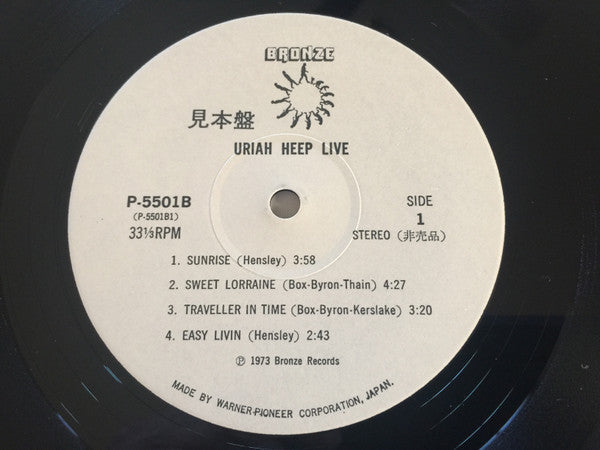 BRONZE
見本盤
URIAH HEEP LIVE
P-5501B
(P-5501B1)
33⅓RPM
SIDE
1
STEREO (非売品)
1. SUNRISE (Hensley) 3:58
2. SWEET LORRAINE (Box-Byron-Thain) 4:27
3. TRAVELLER IN TIME (Box-Byron-Kerslake) 3:20
4. EASY LIVIN (Hensley) 2:43
Ⓟ 1973 Bronze Records
MADE BY WARNER-PIONEER CORPORATION, JAPAN.